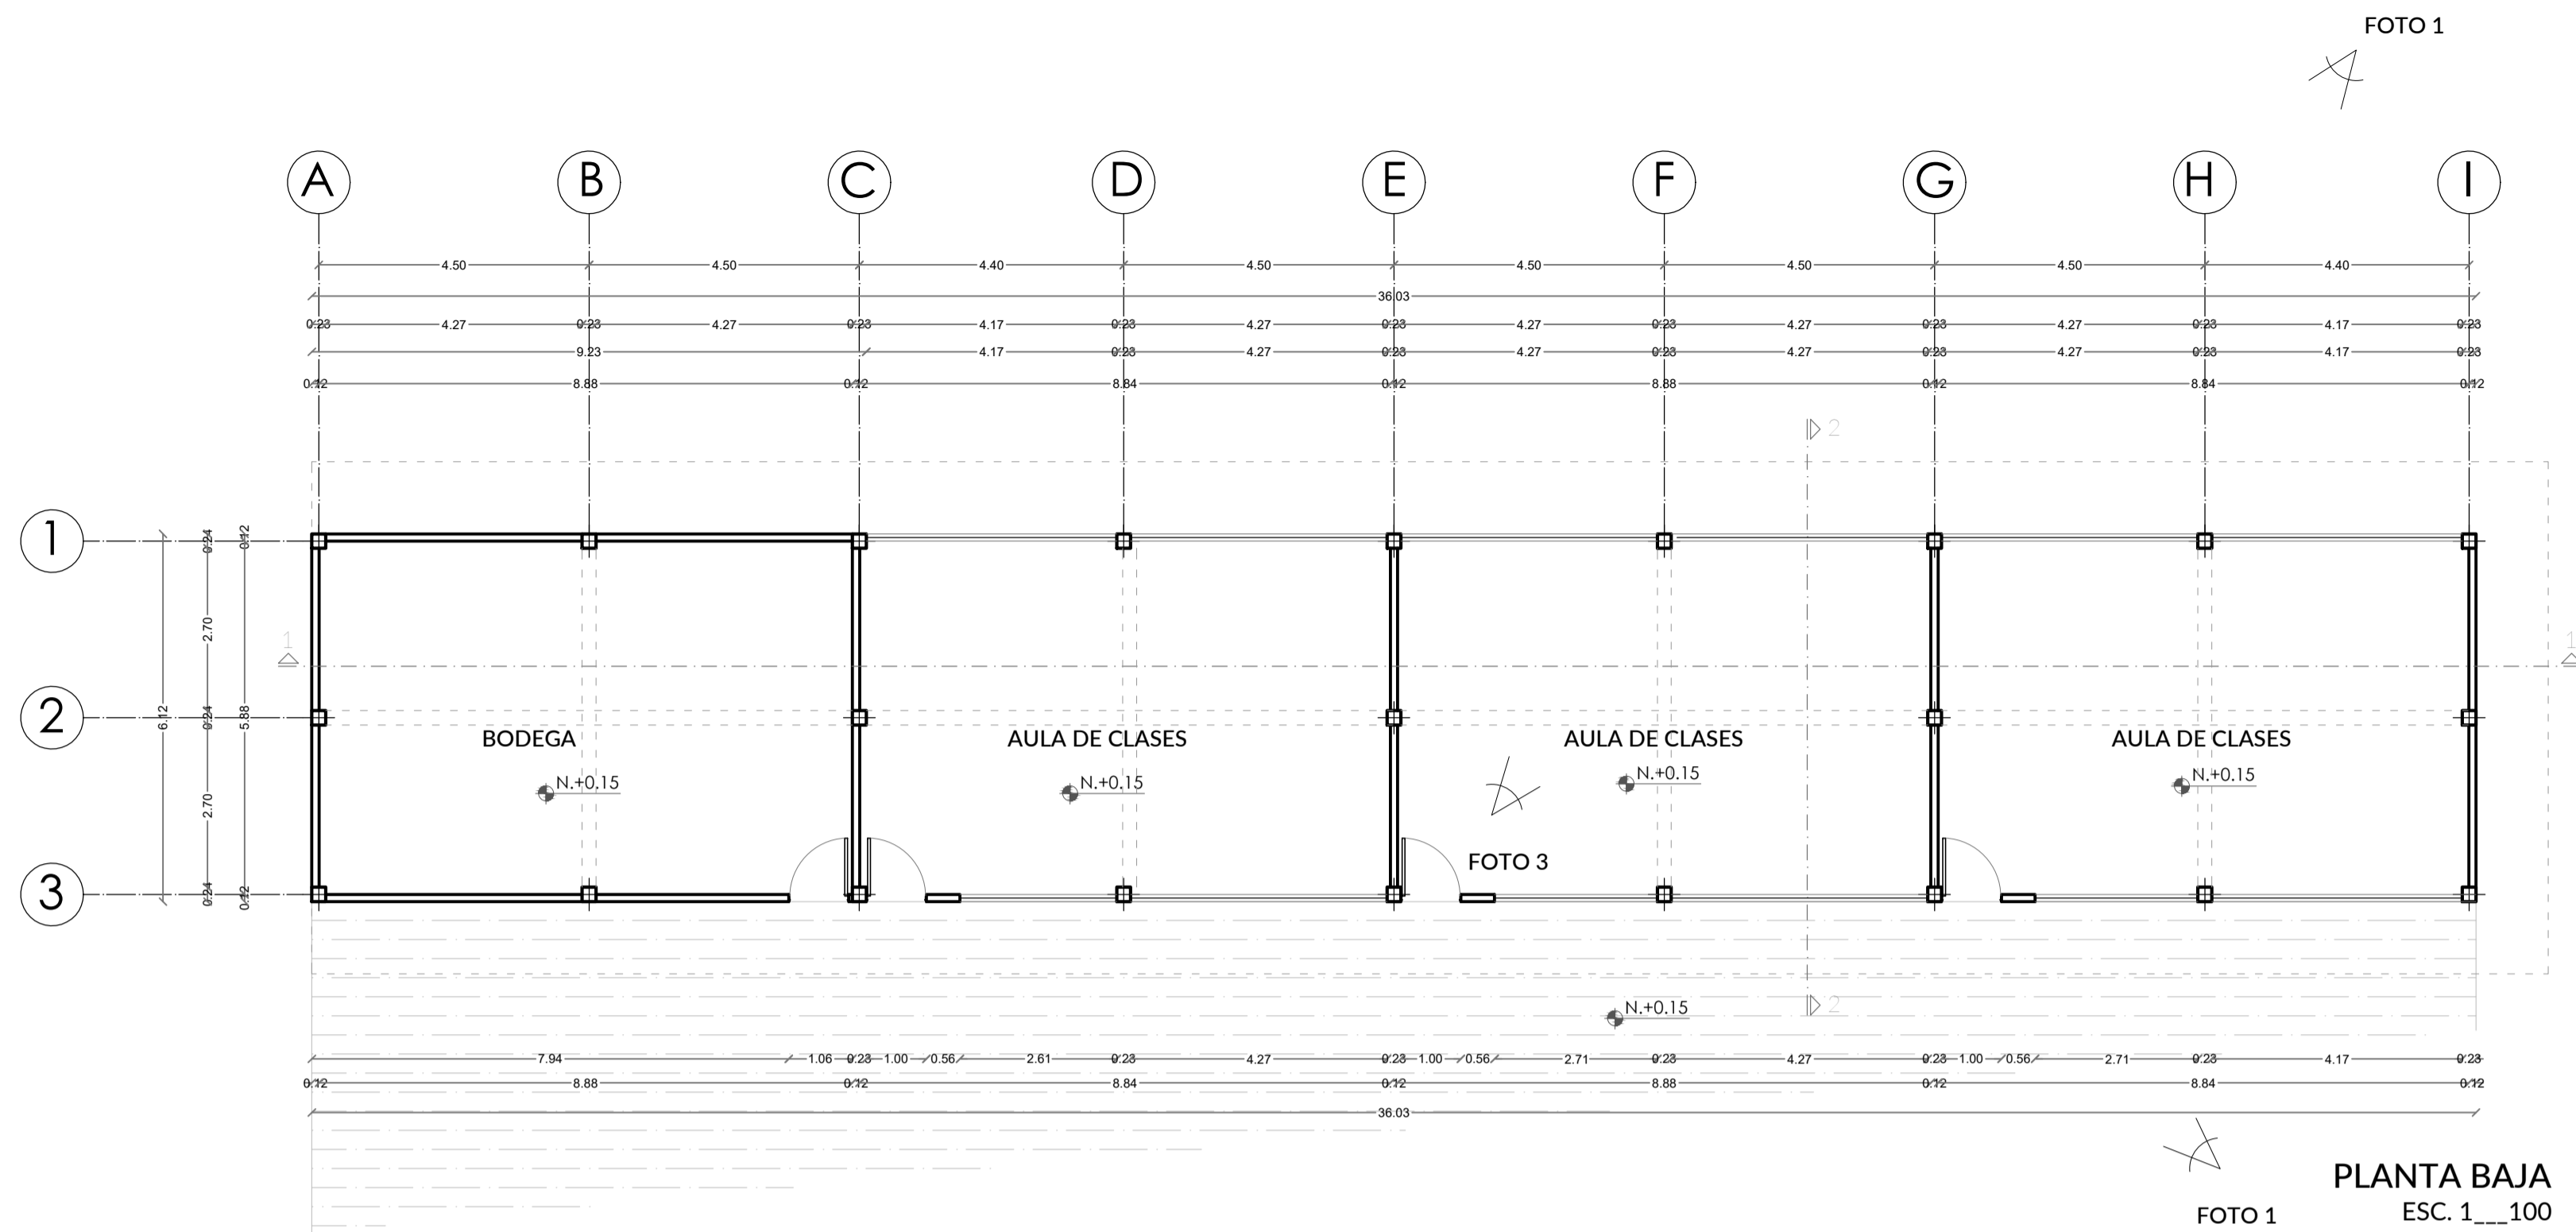 FOTO 1
A B C D E F G H I
4.50 4.50 4.40 4.50 4.50 4.50 4.50 4.40
36.03
0.23 4.27 0.23 4.27 0.23 4.17 0.23 4.27 0.23 4.27 0.23 4.27 0.23 4.27 0.23 4.17 0.23
9.23 4.17 0.23 4.27 0.23 4.27 0.23 4.27 0.23 4.27 0.23 4.17 0.23
0.12 8.88 0.12 8.84 0.12 8.88 0.12 8.84 0.12
2
1
0.24 0.12
2.70
1 1
2
6.12 0.24 5.88
BODEGA AULA DE CLASES AULA DE CLASES AULA DE CLASES
N.+0.15 N.+0.15 N.+0.15 N.+0.15
2.70
FOTO 3
3
0.24 0.12
N.+0.15
2
7.94 1.06 0.23 1.00 0.56 2.61 0.23 4.27 0.23 1.00 0.56 2.71 0.23 4.27 0.23 1.00 0.56 2.71 0.23 4.17 0.23
0.12 8.88 0.12 8.84 0.12 8.88 0.12 8.84 0.12
36.03
PLANTA BAJA
ESC. 1___100
FOTO 1